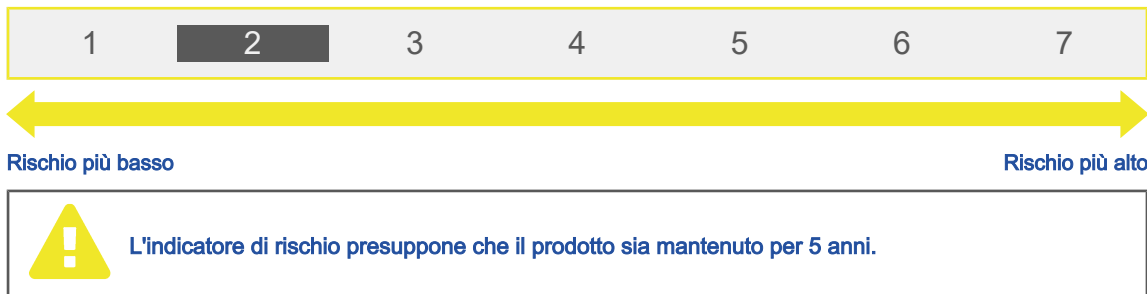 1 2 3 4 5 6 7
Rischio più basso Rischio più alto
L'indicatore di rischio presuppone che il prodotto sia mantenuto per 5 anni.